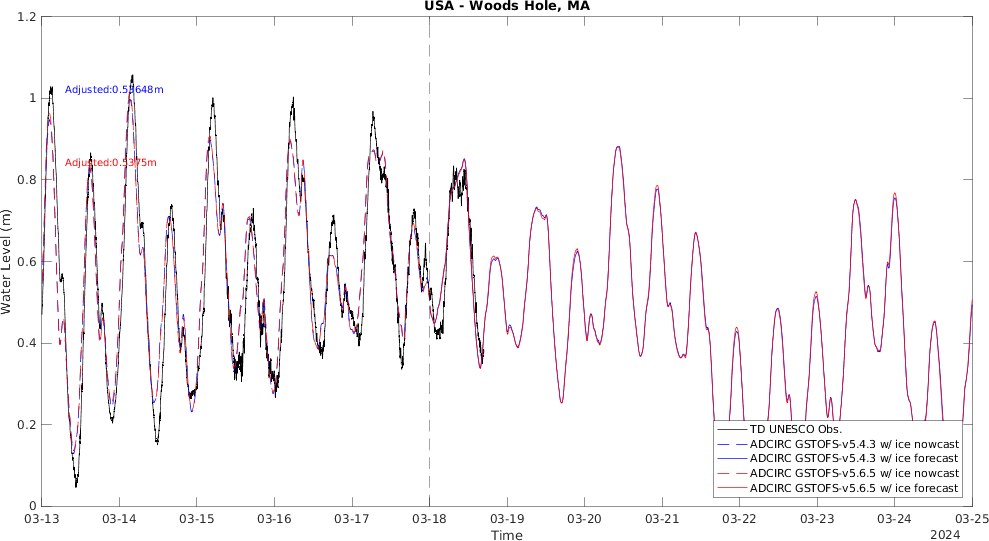 USA - Woods Hole, MA
1.2
1
0.8
0.6
0.4
0.2
0
Water Level (m)
Adjusted:0.53648m
Adjusted:0.5375m
TD UNESCO Obs.
ADCIRC GSTOFS-v5.4.3 w/ ice nowcast
ADCIRC GSTOFS-v5.4.3 w/ ice forecast
ADCIRC GSTOFS-v5.6.5 w/ ice nowcast
ADCIRC GSTOFS-v5.6.5 w/ ice forecast
03-13 03-14 03-15 03-16 03-17 03-18 03-19 03-20 03-21 03-22 03-23 03-24 03-25
Time
2024